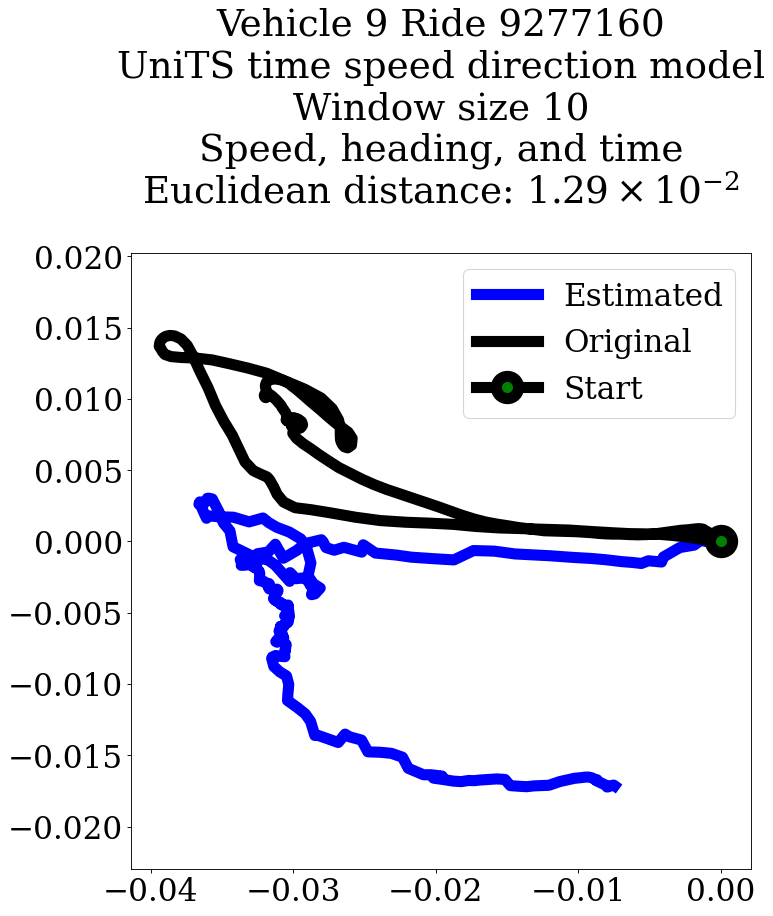 Vehicle 9 Ride 9277160
UniTS time speed direction model
Window size 10
Speed, heading, and time
Euclidean distance: 1.29 × 10⁻²
0.020
0.015
0.010
0.005
0.000
−0.005
−0.010
−0.015
−0.020
Estimated
Original
Start
−0.04 −0.03 −0.02 −0.01 0.00